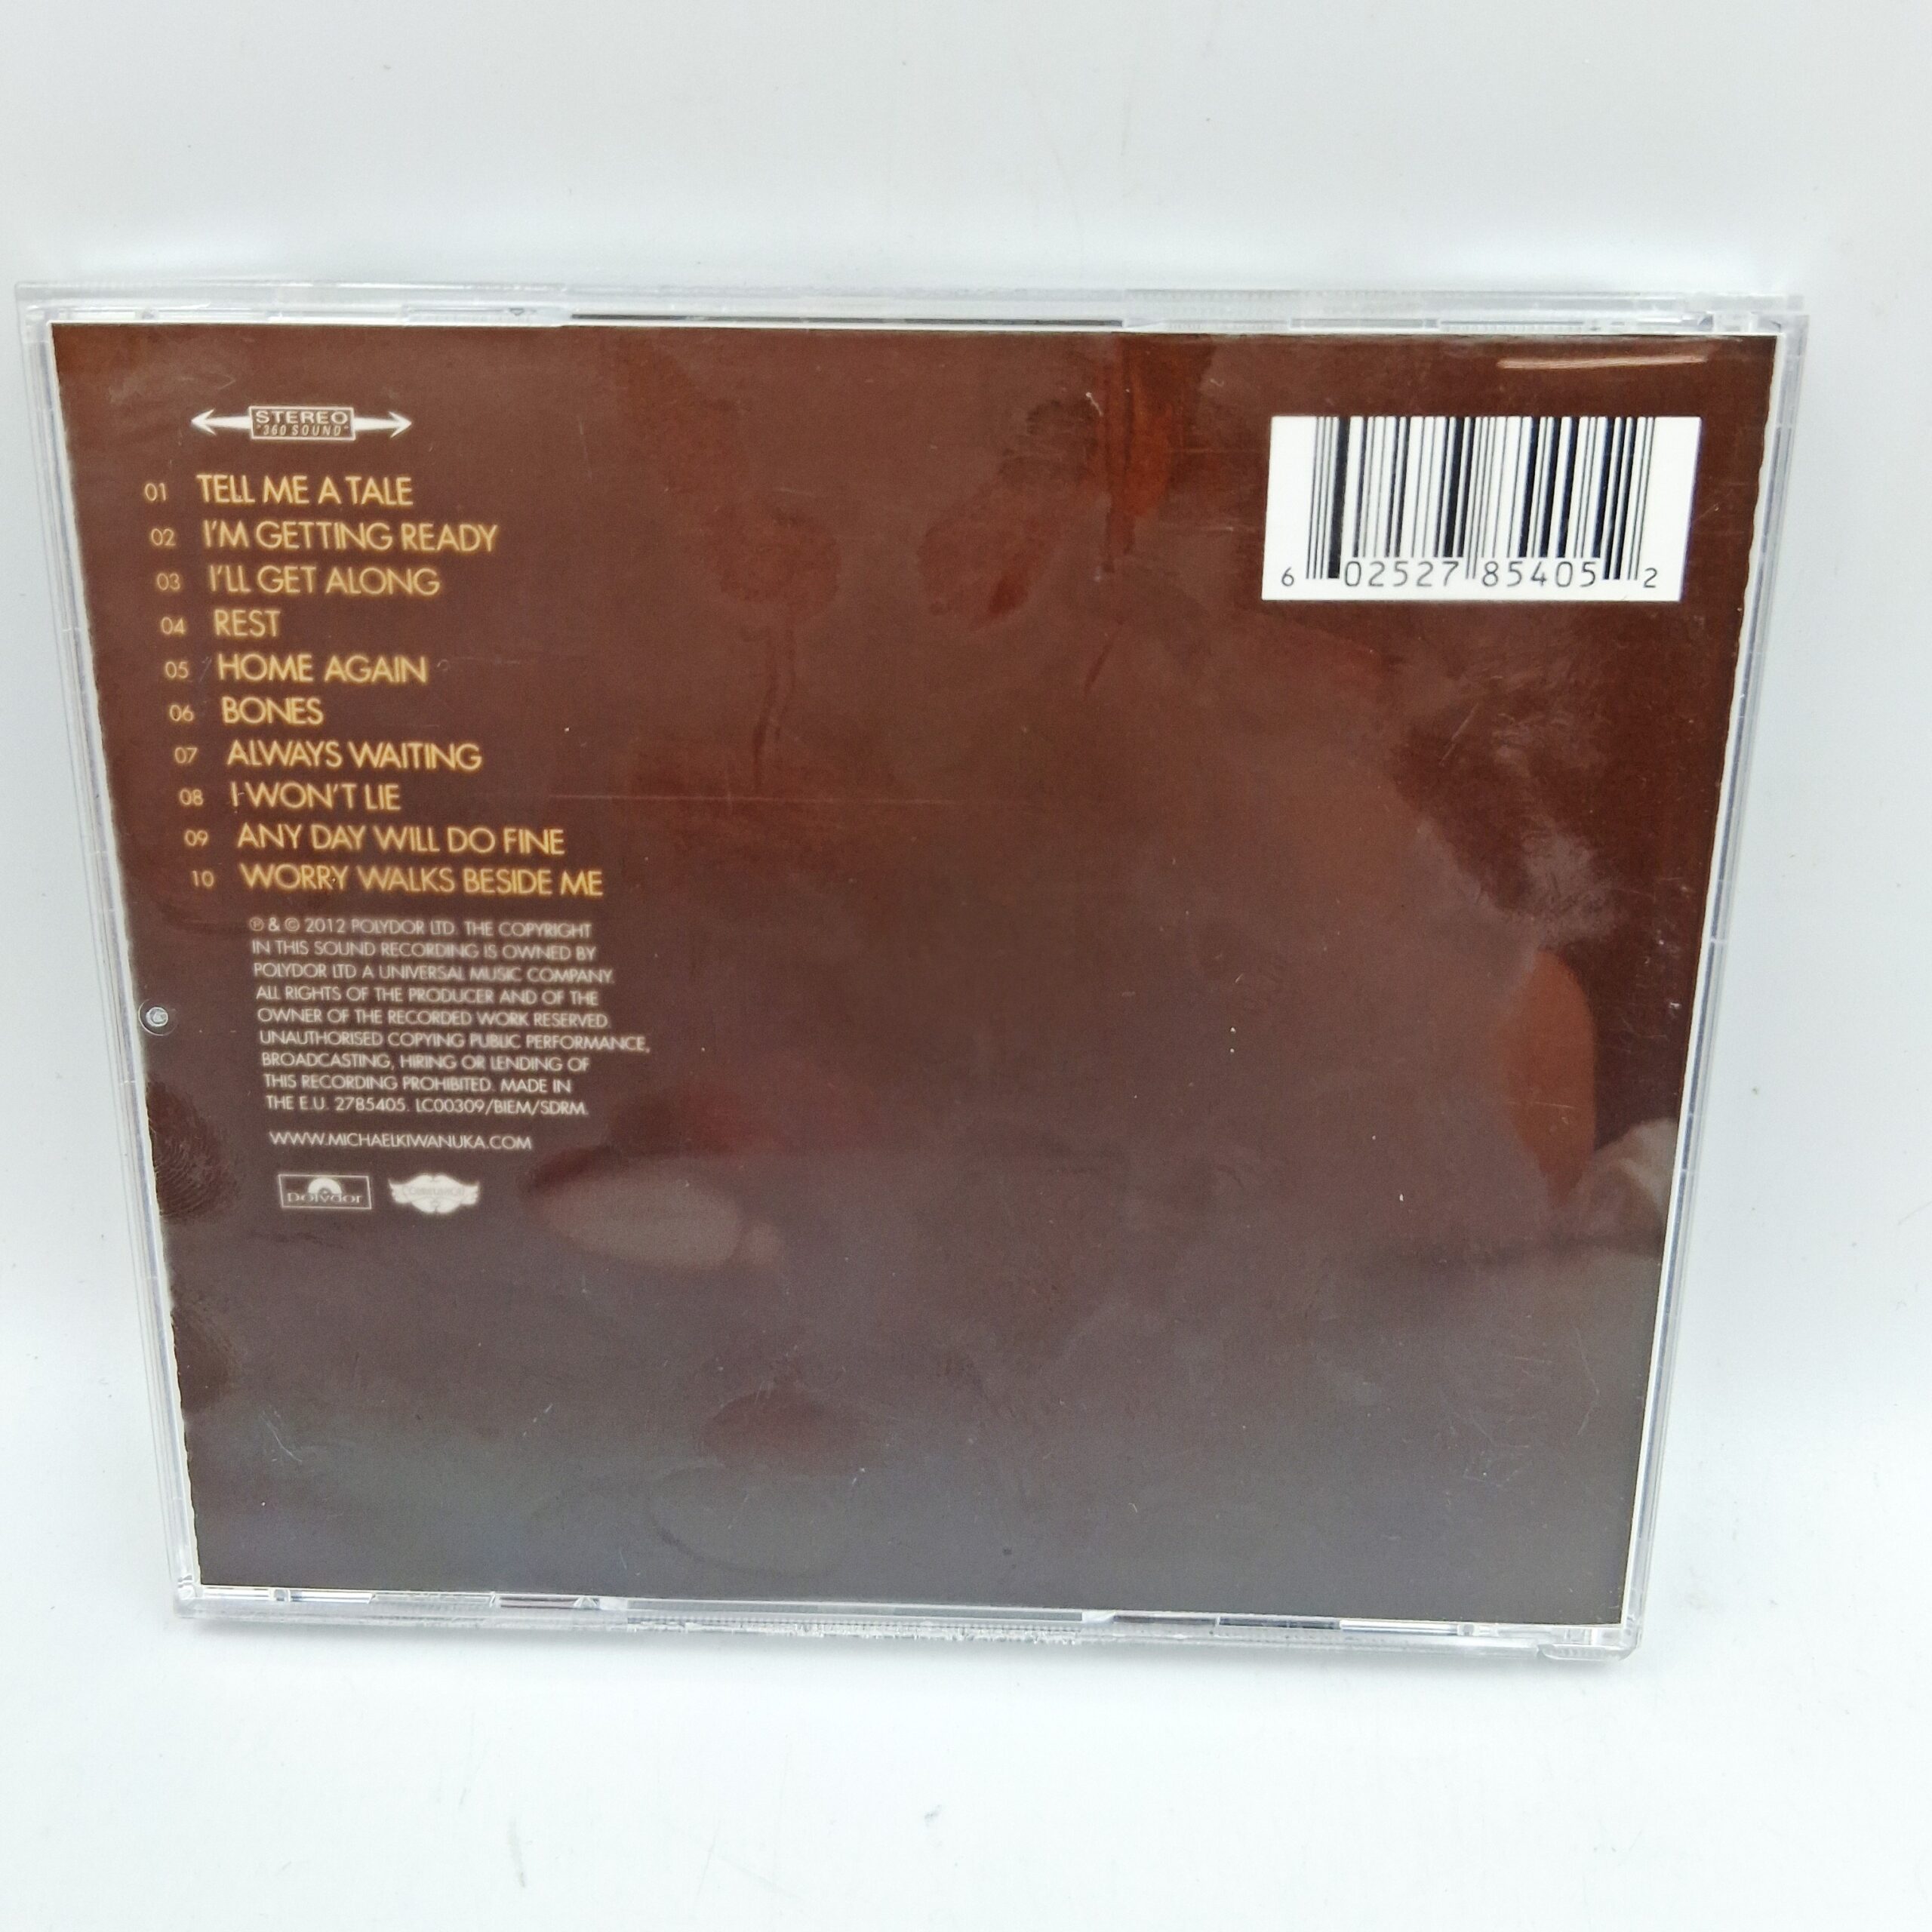 STEREO
"360 SOUND"
01 TELL ME A TALE
02 I'M GETTING READY
03 I'LL GET ALONG
04 REST
05 HOME AGAIN
06 BONES
07 ALWAYS WAITING
08 I WON'T LIE
09 ANY DAY WILL DO FINE
10 WORRY WALKS BESIDE ME
℗ & © 2012 POLYDOR LTD. THE COPYRIGHT
IN THIS SOUND RECORDING IS OWNED BY
POLYDOR LTD A UNIVERSAL MUSIC COMPANY.
ALL RIGHTS OF THE PRODUCER AND OF THE
OWNER OF THE RECORDED WORK RESERVED.
UNAUTHORISED COPYING PUBLIC PERFORMANCE,
BROADCASTING, HIRING OR LENDING OF
THIS RECORDING PROHIBITED. MADE IN
THE E.U. 2785405. LC00309/BIEM/SDRM.
WWW.MICHAELKIWANUKA.COM
polydor
6 02527 85405 2